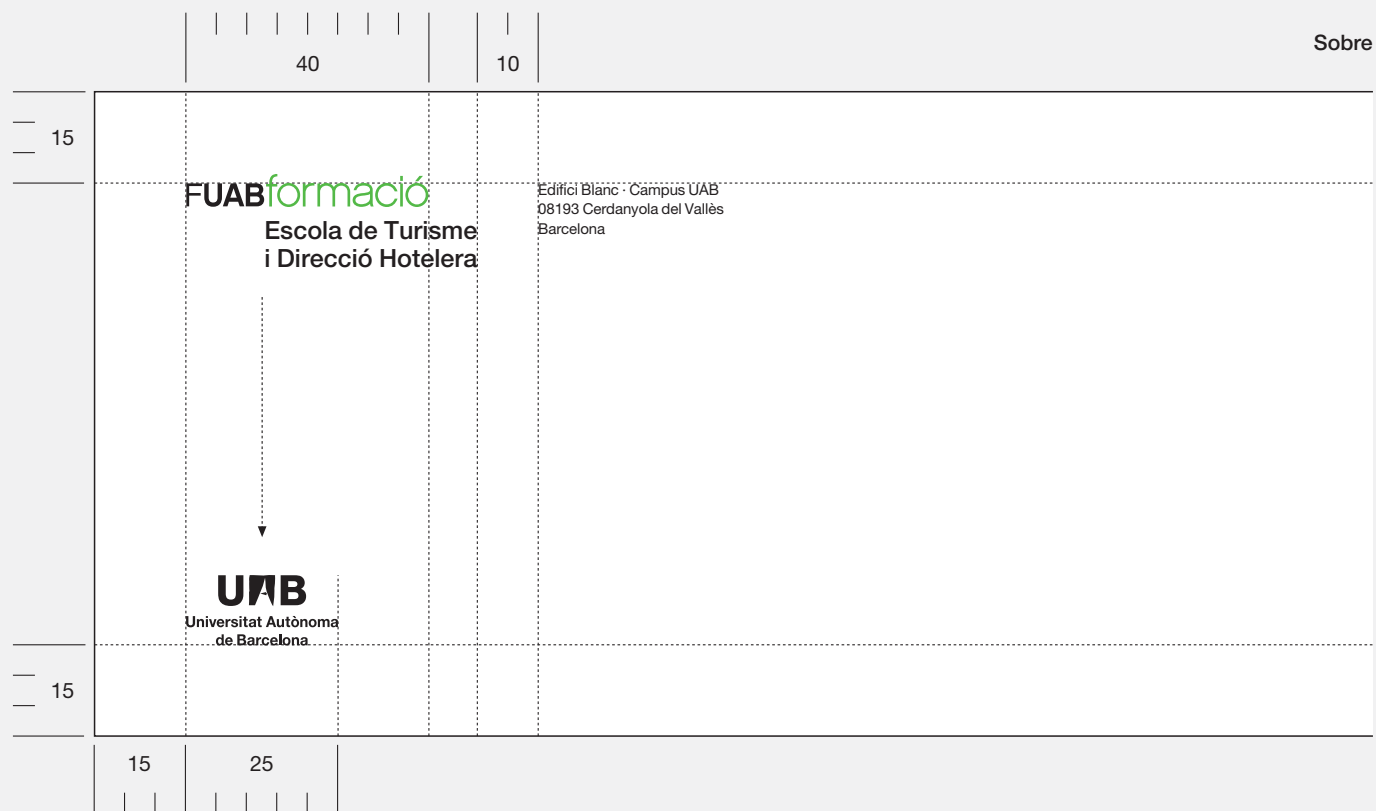 40
10
Sobre
15
FUABformació
Escola de Turisme
i Direcció Hotelera
Edifici Blanc · Campus UAB
08193 Cerdanyola del Vallès
Barcelona
UAB
Universitat Autònoma
de Barcelona
15
15
25